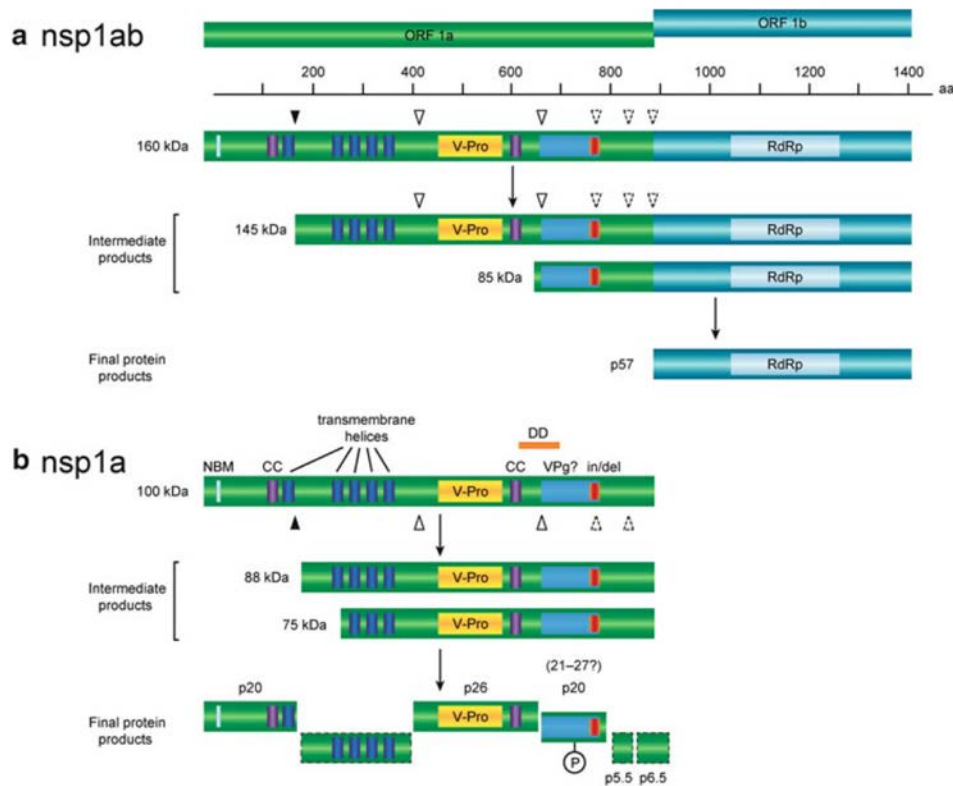 ORF 1b
a nsp1ab
ORF 1a
200 400 600 800 1000 1200 1400
aa
160 kDa
V-Pro
RdRp
Intermediate
products
145 kDa
V-Pro
RdRp
85 kDa
RdRp
Final protein
products
p57
RdRp
transmembrane
helices
DD
b nsp1a
NBM CC CC VPg? in/del
100 kDa
V-Pro
Intermediate
products
88 kDa
V-Pro
75 kDa
V-Pro
(21–27?)
p20 p26 p20
Final protein
products
V-Pro
P
p5.5 p6.5